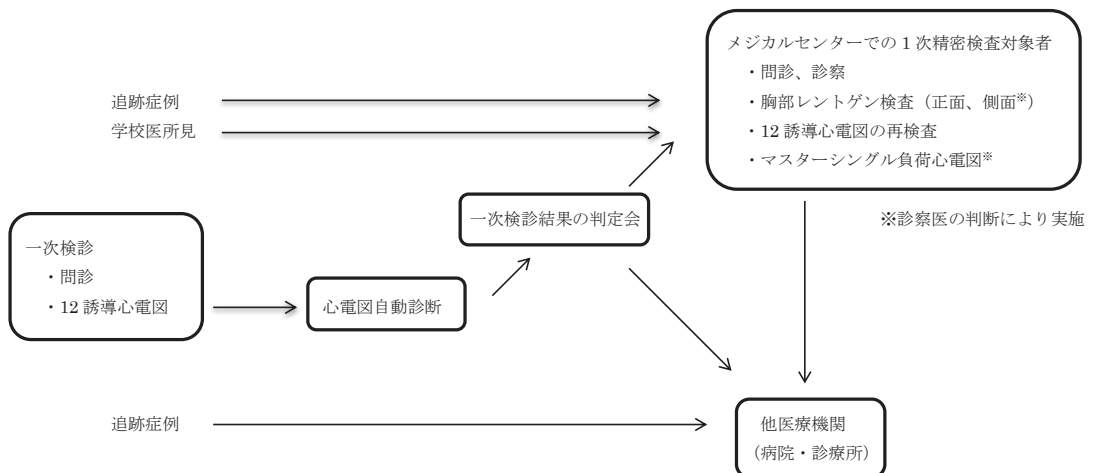 メジカルセンターでの1次精密検査対象者
・問診、診察
・胸部レントゲン検査（正面、側面※）
・12誘導心電図の再検査
・マスターシングル負荷心電図※
追跡症例
学校医所見
一次検診結果の判定会
※診察医の判断により実施
一次検診
・問診
・12誘導心電図
心電図自動診断
追跡症例
他医療機関
（病院・診療所）